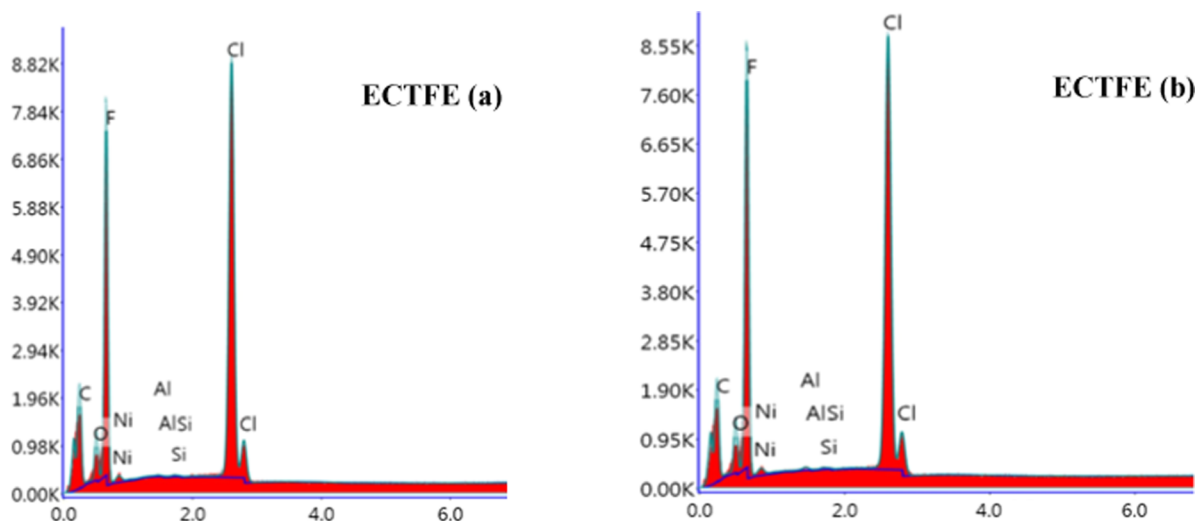 ECTFE (a)
8.82K
7.84K
6.86K
5.88K
4.90K
3.92K
2.94K
1.96K
0.98K
0.00K
0.0
2.0
4.0
6.0
C
O
F
Ni
Ni
Al
AlSi
Si
Cl
Cl
ECTFE (b)
8.55K
7.60K
6.65K
5.70K
4.75K
3.80K
2.85K
1.90K
0.95K
0.00K
0.0
2.0
4.0
6.0
C
O
F
Ni
Ni
Al
AlSi
Si
Cl
Cl